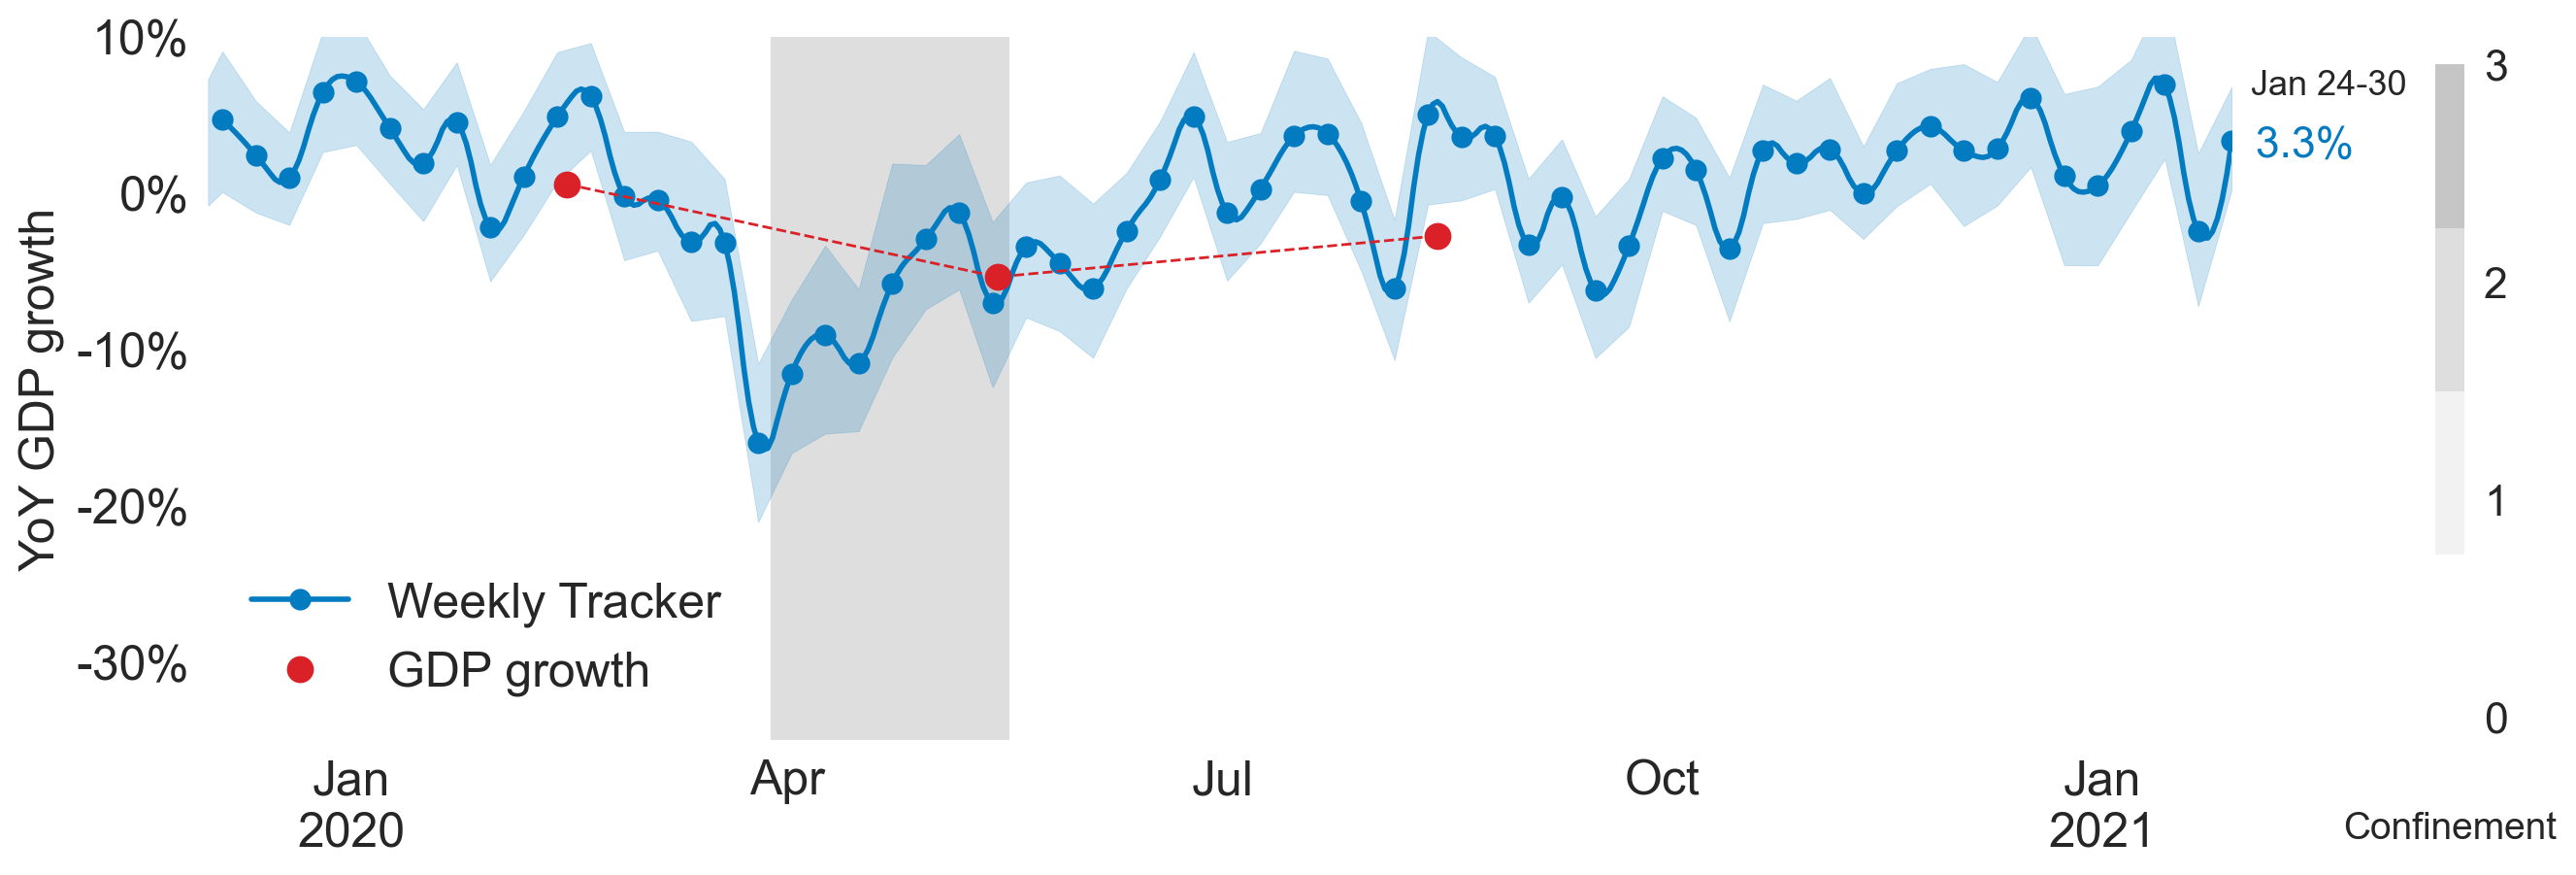 10%
0%
-10%
-20%
-30%
YoY GDP growth
Weekly Tracker
GDP growth
Jan
2020
Apr
Jul
Oct
Jan
2021
Jan 24-30
3.3%
3
2
1
0
Confinement